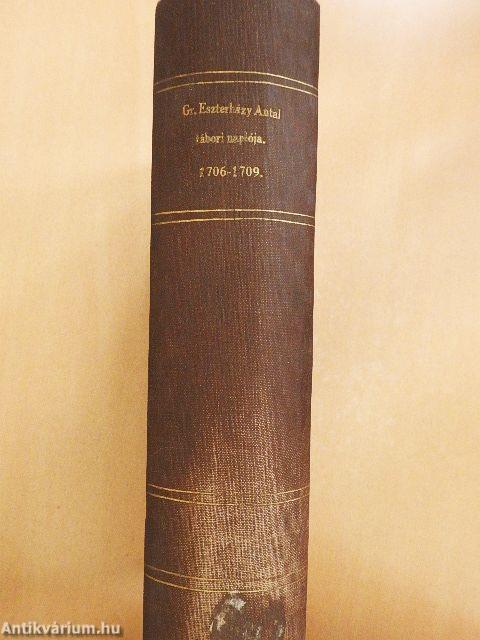 Gr. Eszterházy Antal
tábori naplója.
1706-1709.
Antikvárium.hu